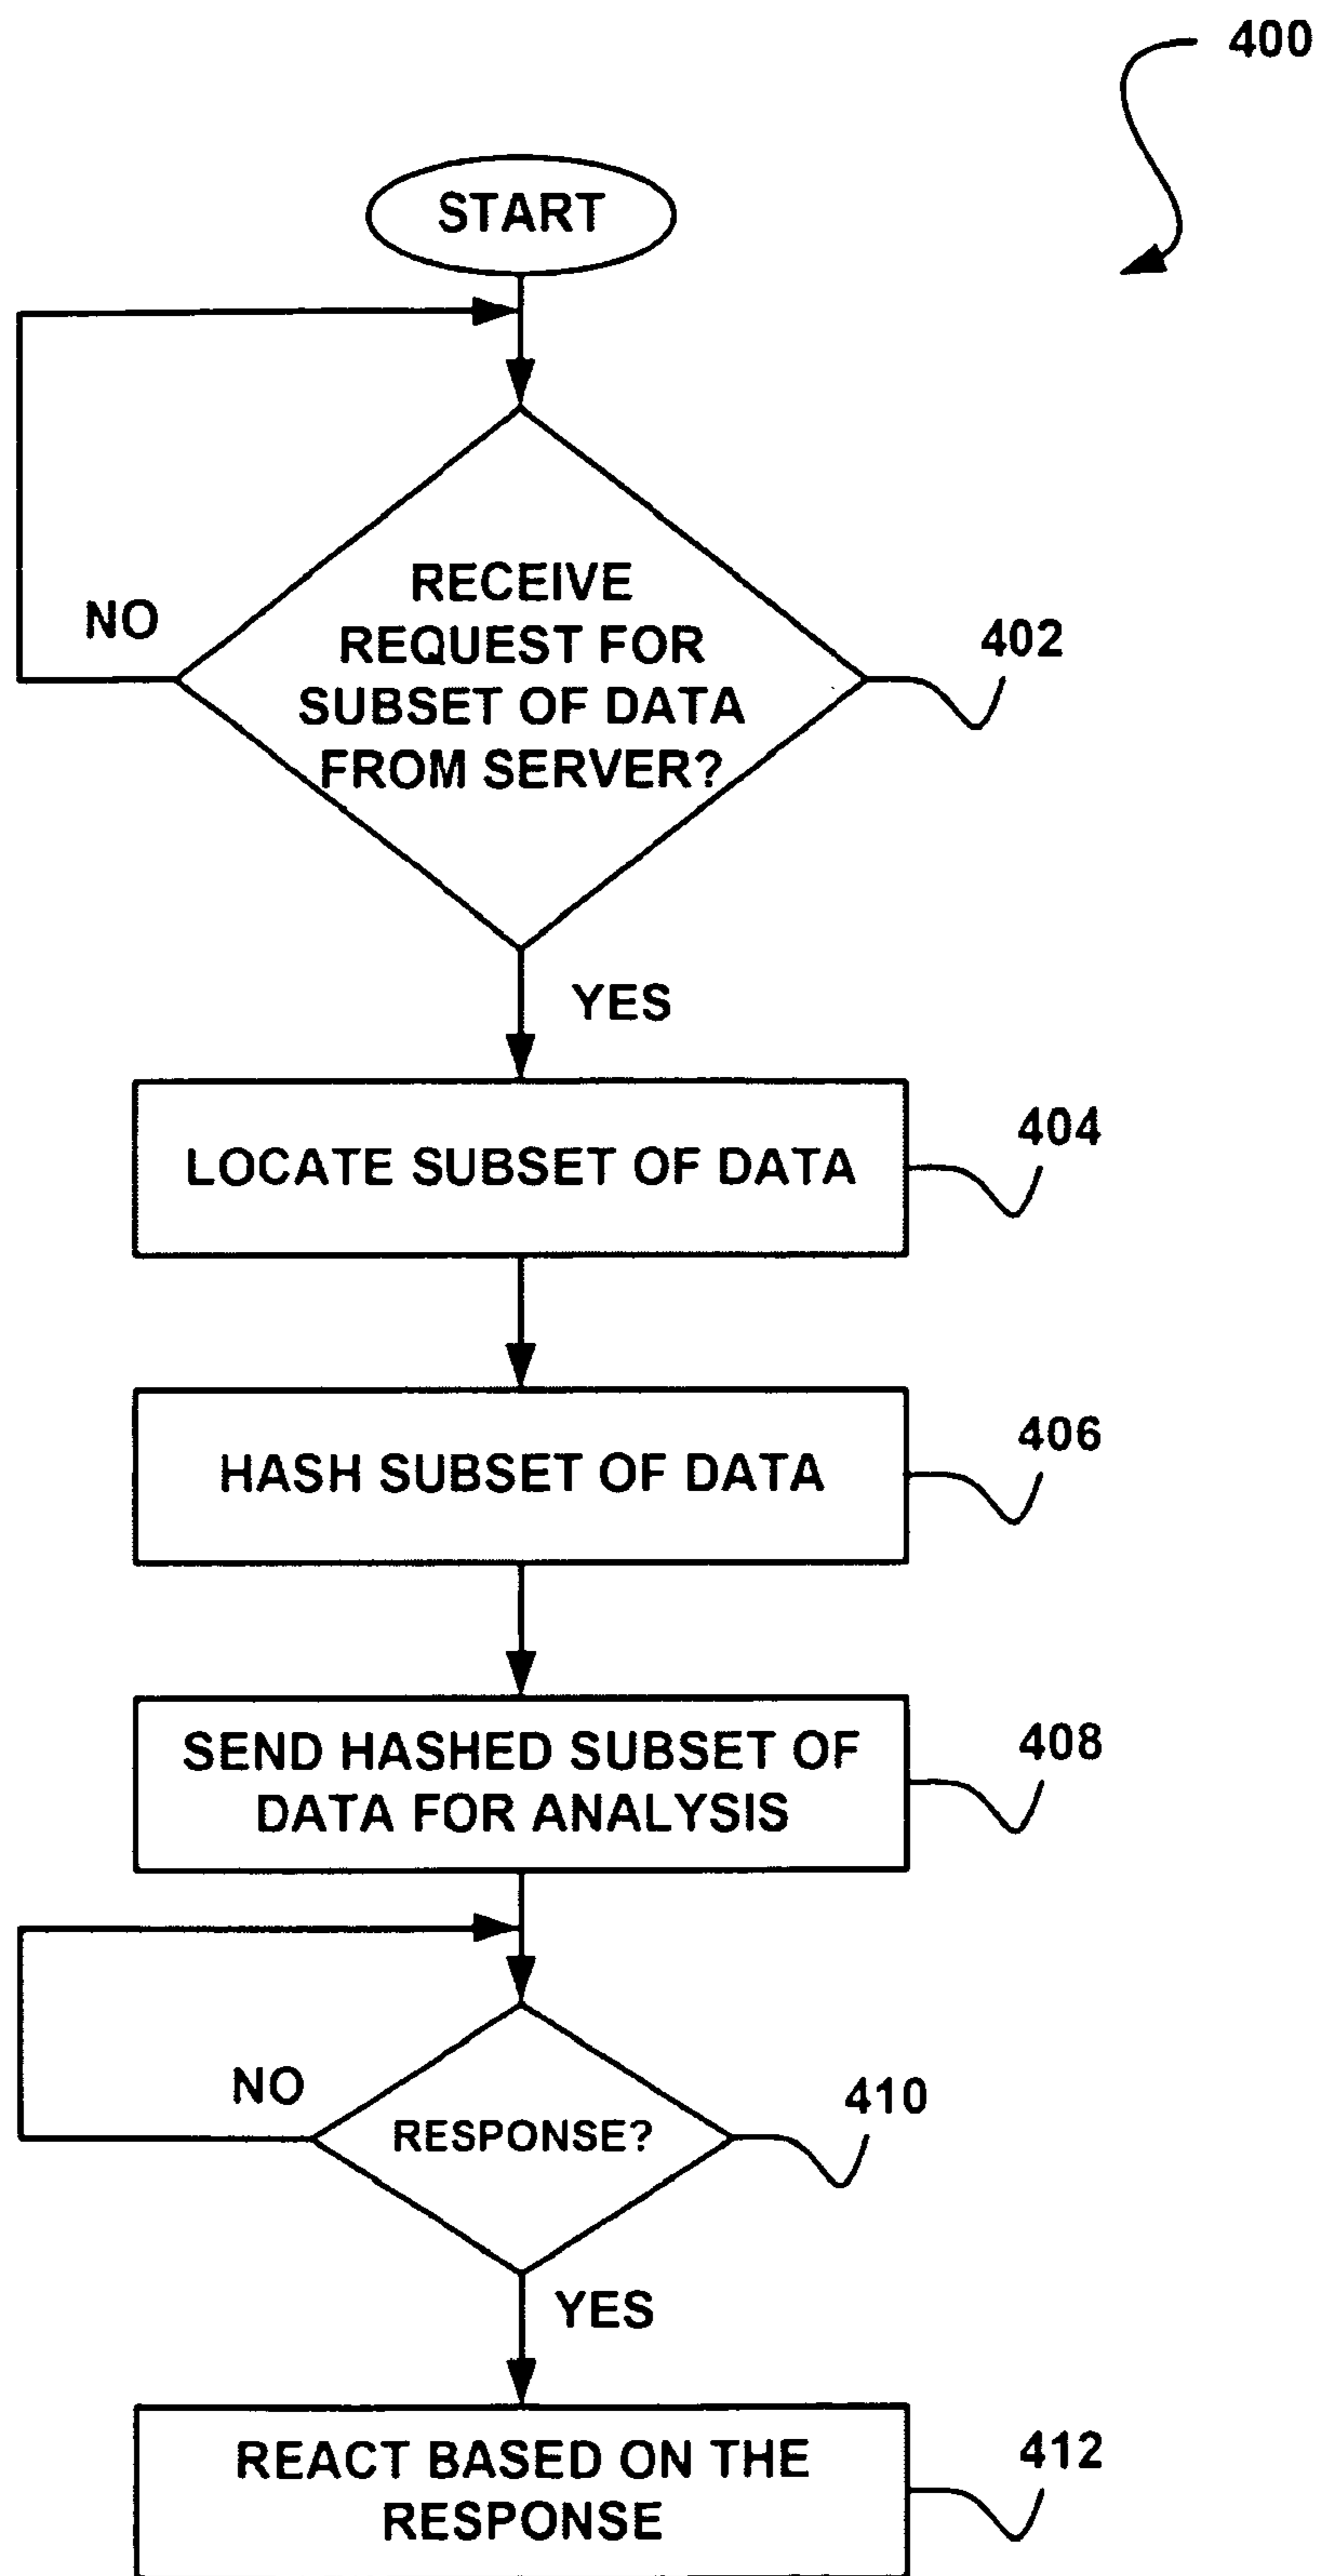 400
START
RECEIVE
REQUEST FOR
SUBSET OF DATA
FROM SERVER?
NO
402
YES
LOCATE SUBSET OF DATA
404
HASH SUBSET OF DATA
406
SEND HASHED SUBSET OF
DATA FOR ANALYSIS
408
NO
RESPONSE?
410
YES
REACT BASED ON THE
RESPONSE
412